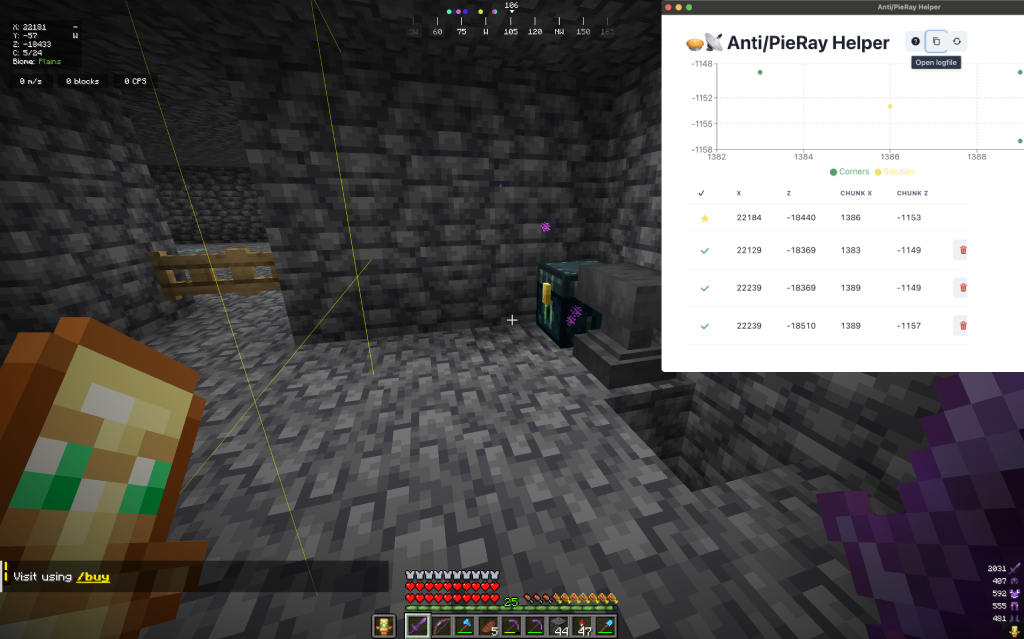 X: 22181 -
Y: -57 W
Z: -18433
C: 5/24
Biome: Plains
0 m/s 0 blocks 0 CPS
106
60 75 W 105 120 NW 150 165
Anti/PieRay Helper
Anti/PieRay Helper
Open logfile
-1148
-1152
-1155
-1158
1382 1384 1386 1388
Corners Solution
X Z CHUNK X CHUNK Z
22184 -18440 1386 -1153
22129 -18369 1383 -1149
22239 -18369 1389 -1149
22239 -18510 1389 -1157
Visit using /buy
25
5 44 47
2031
407
592
555
481